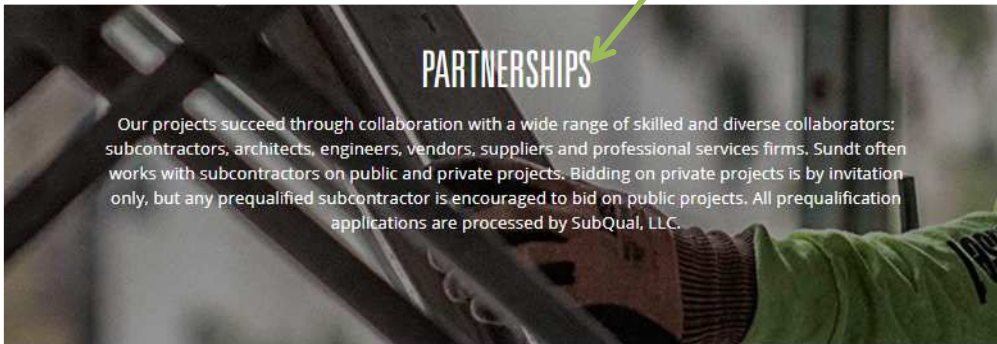 PARTNERSHIPS
Our projects succeed through collaboration with a wide range of skilled and diverse collaborators:
subcontractors, architects, engineers, vendors, suppliers and professional services firms. Sundt often
works with subcontractors on public and private projects. Bidding on private projects is by invitation
only, but any prequalified subcontractor is encouraged to bid on public projects. All prequalification
applications are processed by SubQual, LLC.